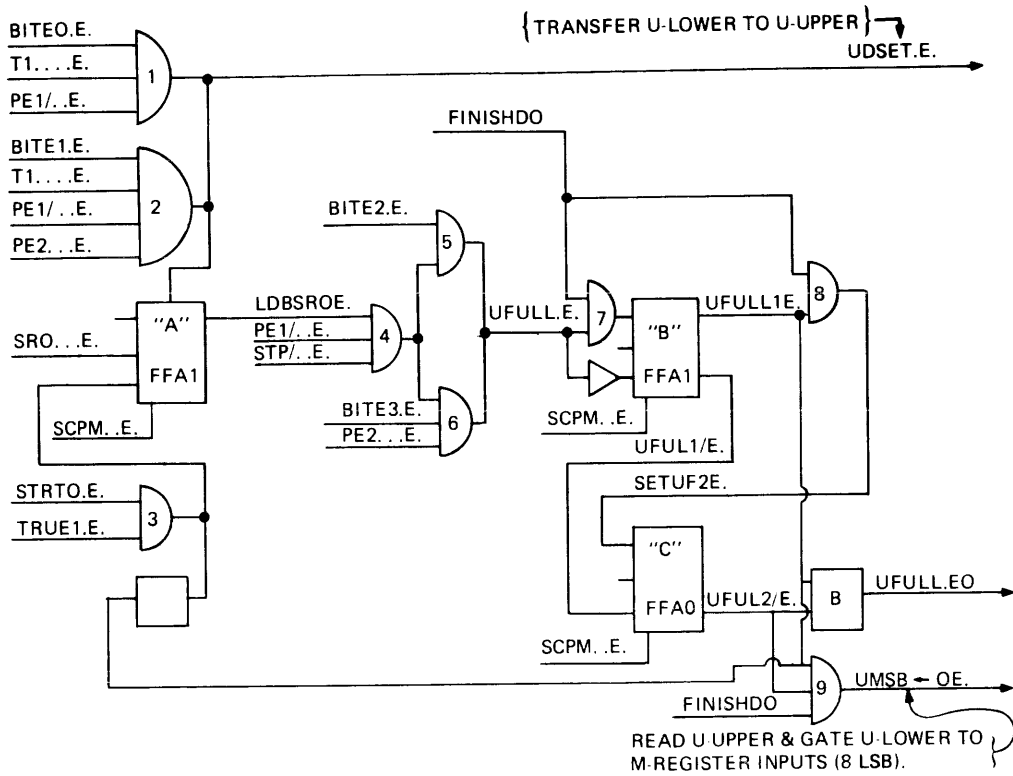 {TRANSFER U-LOWER TO U-UPPER}
BITE0.E.
T1....E.
PE1/..E.
1
UDSET.E.
FINISHDO
BITE1.E.
T1....E.
PE1/..E.
PE2...E.
2
BITE2.E.
5
"A"
FFA1
SRO...E.
SCPM..E.
LDBSROE.
PE1/..E.
STP/..E.
4
UFULL.E.
7
"B"
FFA1
UFULL1E.
8
BITE3.E.
PE2...E.
6
SCPM..E.
UFUL1/E.
SETUF2E.
STRTO.E.
TRUE1.E.
3
"C"
FFA0
UFUL2/E.
B
UFULL.EO
SCPM..E.
FINISHDO
9
UMSB ← OE.
READ U-UPPER & GATE U-LOWER TO
M-REGISTER INPUTS (8 LSB).